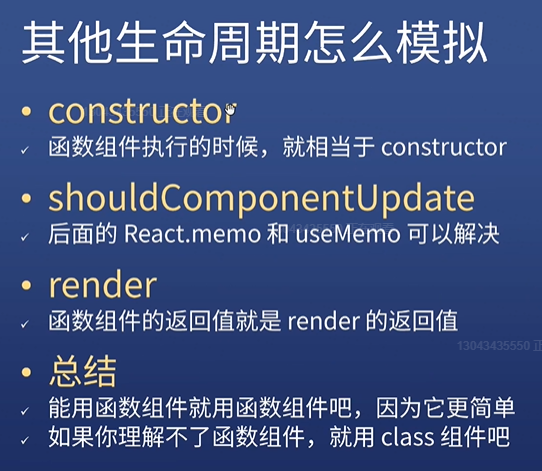 其他生命周期怎么模拟
• constructor
✓ 函数组件执行的时候，就相当于 constructor
• shouldComponentUpdate
✓ 后面的 React.memo 和 useMemo 可以解决
• render
✓ 函数组件的返回值就是 render 的返回值
13043435550 正
• 总结
✓ 能用函数组件就用函数组件吧，因为它更简单
✓ 如果你理解不了函数组件，就用 class 组件吧